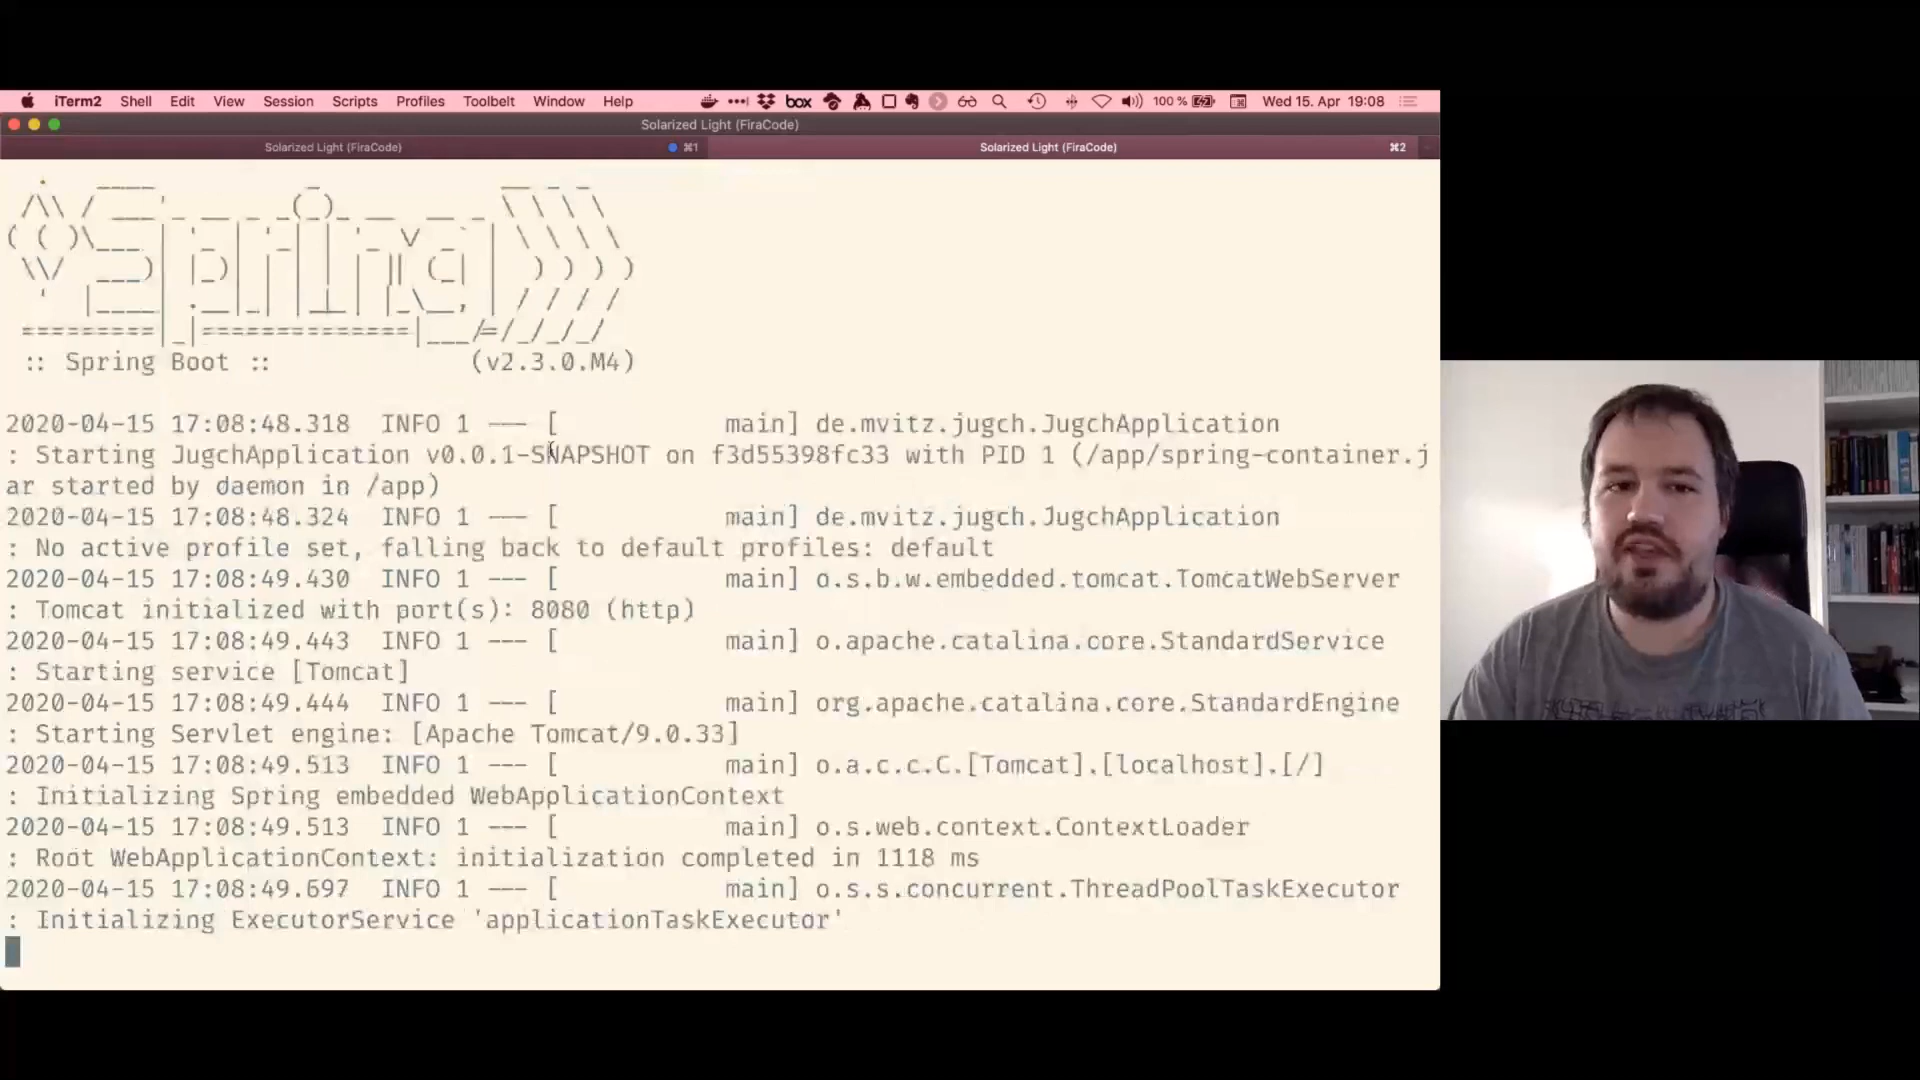 iTerm2 Shell Edit View Session Scripts Profiles Toolbelt Window Help box 100 % Wed 15. Apr 19:08
Solarized Light (FiraCode)
Solarized Light (FiraCode) ⌘1 Solarized Light (FiraCode) ⌘2
Spring
:: Spring Boot :: (v2.3.0.M4)
2020-04-15 17:08:48.318 INFO 1 --- [ main] de.mvitz.jugch.JugchApplication
: Starting JugchApplication v0.0.1-SNAPSHOT on f3d55398fc33 with PID 1 (/app/spring-container.j
ar started by daemon in /app)
2020-04-15 17:08:48.324 INFO 1 --- [ main] de.mvitz.jugch.JugchApplication
: No active profile set, falling back to default profiles: default
2020-04-15 17:08:49.430 INFO 1 --- [ main] o.s.b.w.embedded.tomcat.TomcatWebServer
: Tomcat initialized with port(s): 8080 (http)
2020-04-15 17:08:49.443 INFO 1 --- [ main] o.apache.catalina.core.StandardService
: Starting service [Tomcat]
2020-04-15 17:08:49.444 INFO 1 --- [ main] org.apache.catalina.core.StandardEngine
: Starting Servlet engine: [Apache Tomcat/9.0.33]
2020-04-15 17:08:49.513 INFO 1 --- [ main] o.a.c.c.C.[Tomcat].[localhost].[/]
: Initializing Spring embedded WebApplicationContext
2020-04-15 17:08:49.513 INFO 1 --- [ main] o.s.web.context.ContextLoader
: Root WebApplicationContext: initialization completed in 1118 ms
2020-04-15 17:08:49.697 INFO 1 --- [ main] o.s.s.concurrent.ThreadPoolTaskExecutor
: Initializing ExecutorService 'applicationTaskExecutor'